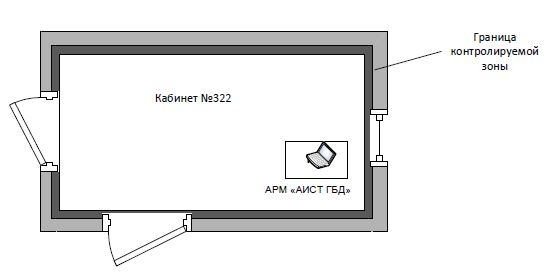 Граница
контролируемой
зоны
Кабинет №322
АРМ «АИСТ ГБД»